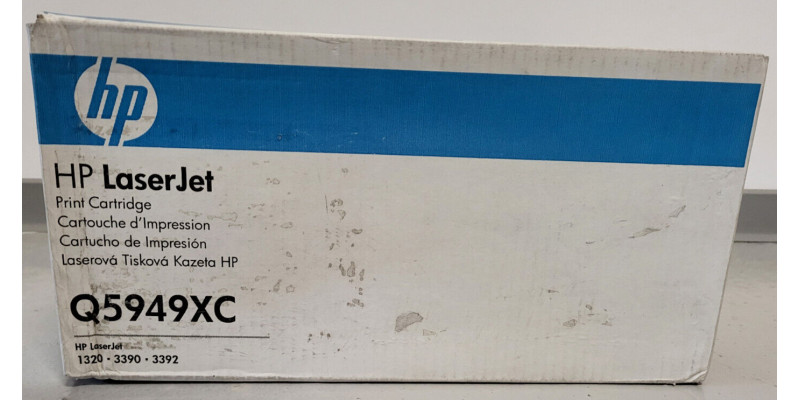 hp
HP LaserJet
Print Cartridge
Cartouche d'Impression
Cartucho de Impresión
Laserová Tisková Kazeta HP
Q5949XC
HP LaserJet
1320 · 3390 · 3392